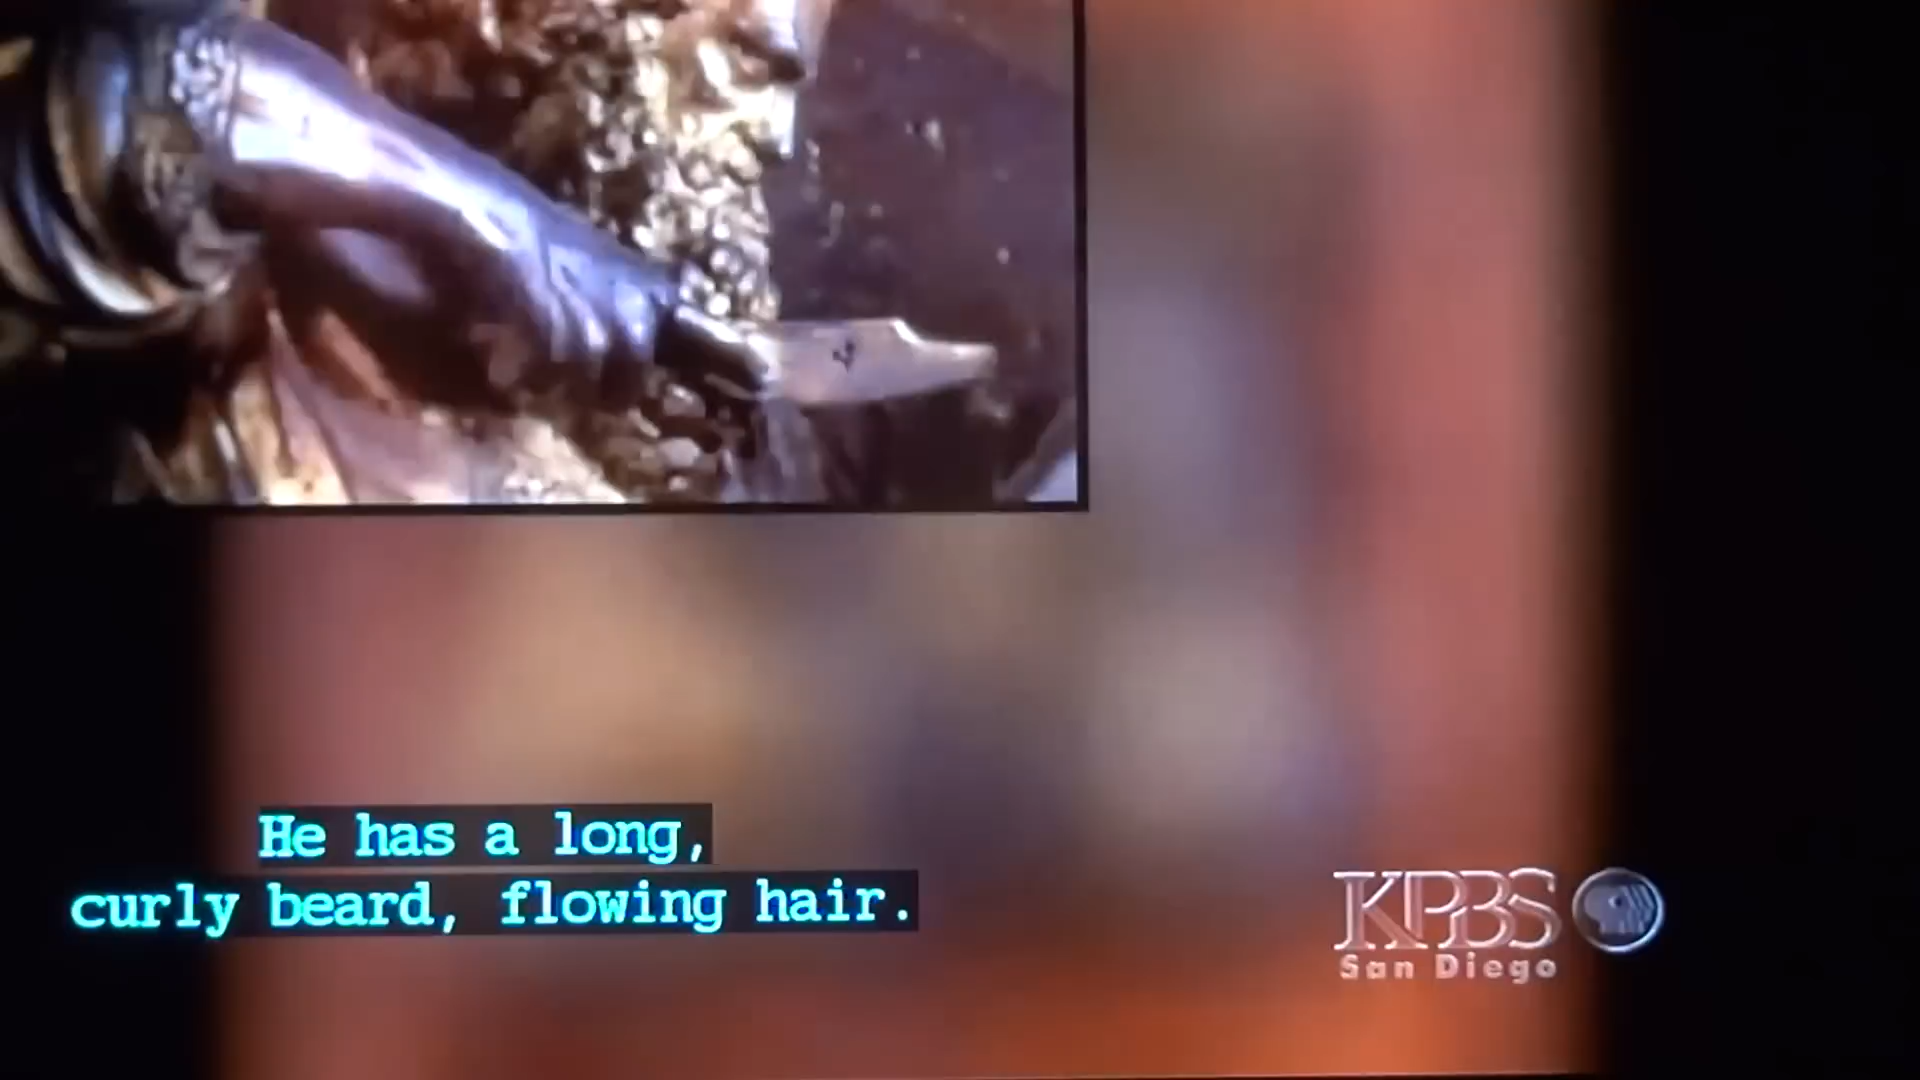 He has a long,
curly beard, flowing hair.
KPBS
San Diego